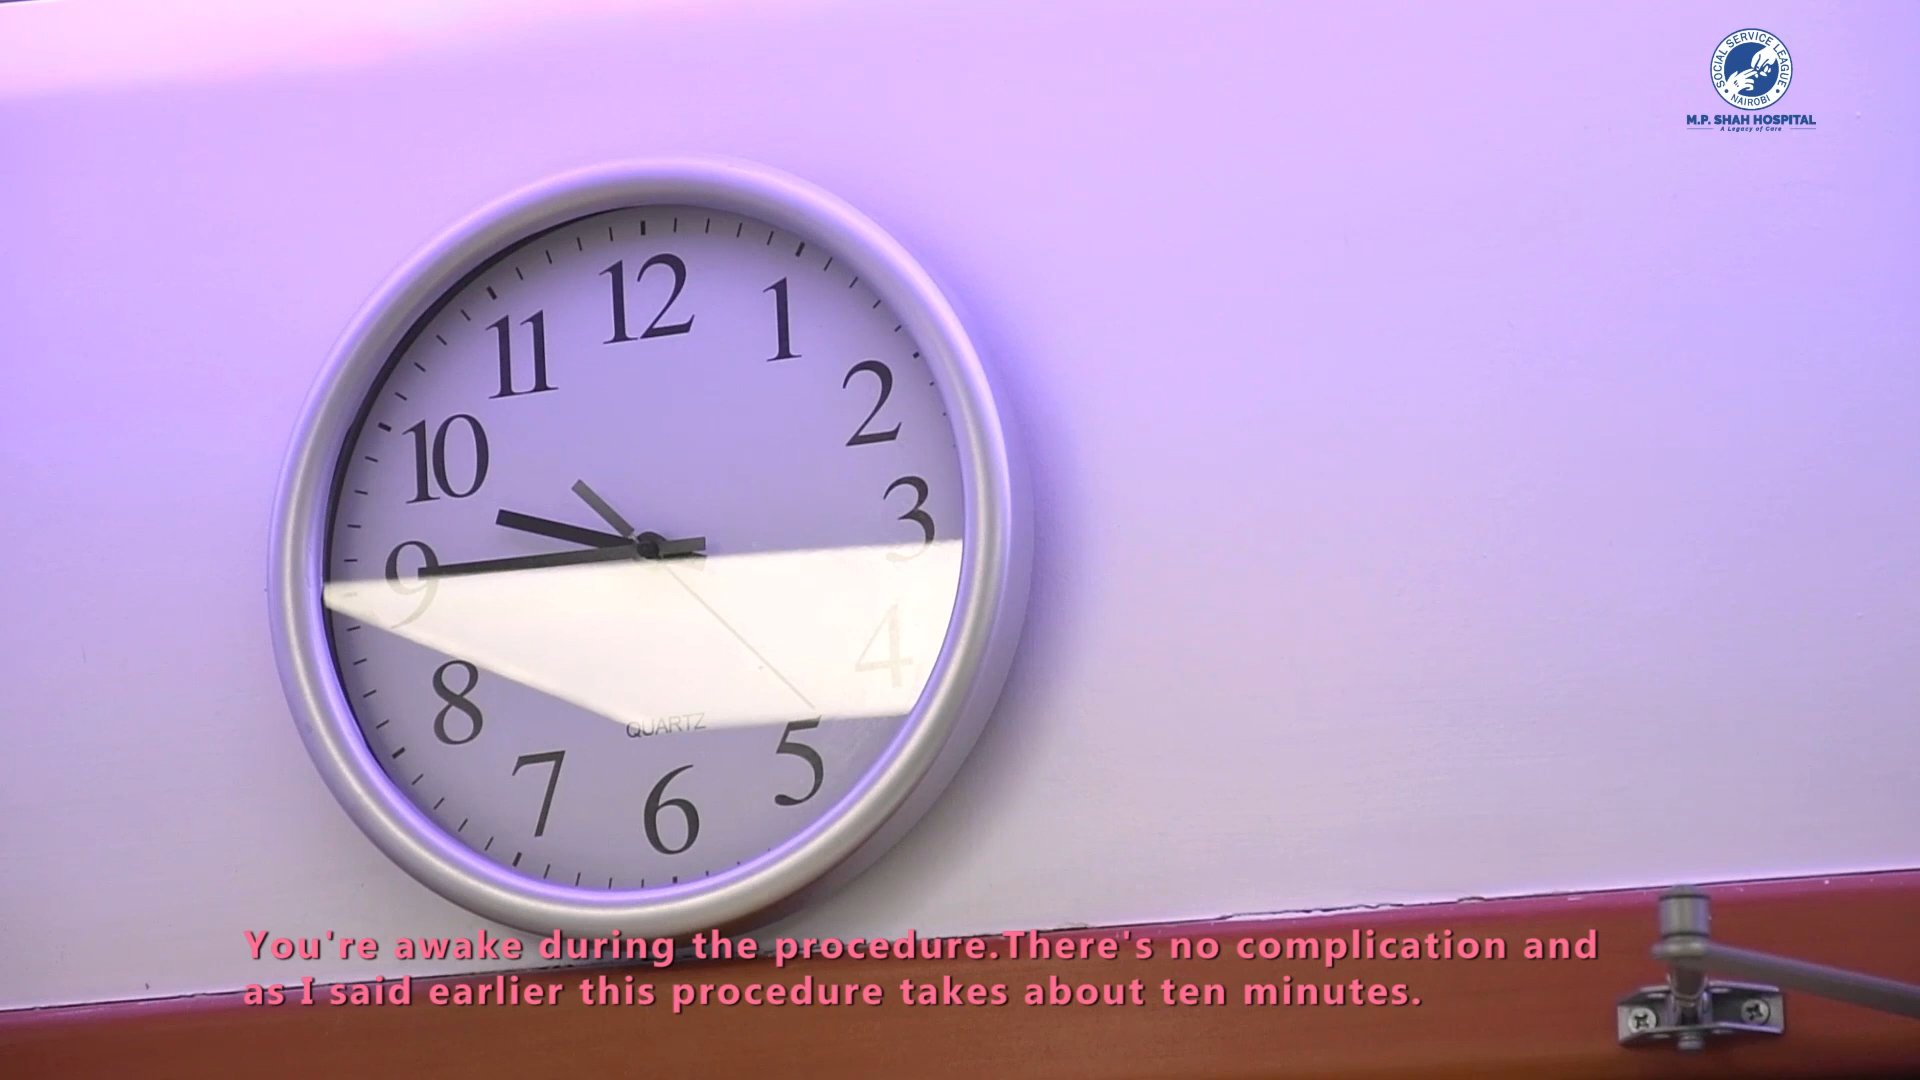 SOCIAL SERVICE LEAGUE
NAIROBI
M.P. SHAH HOSPITAL
A Legacy of Care
12
1
2
3
4
5
6
7
8
9
10
11
QUARTZ
You're awake during the procedure.There's no complication and
as I said earlier this procedure takes about ten minutes.